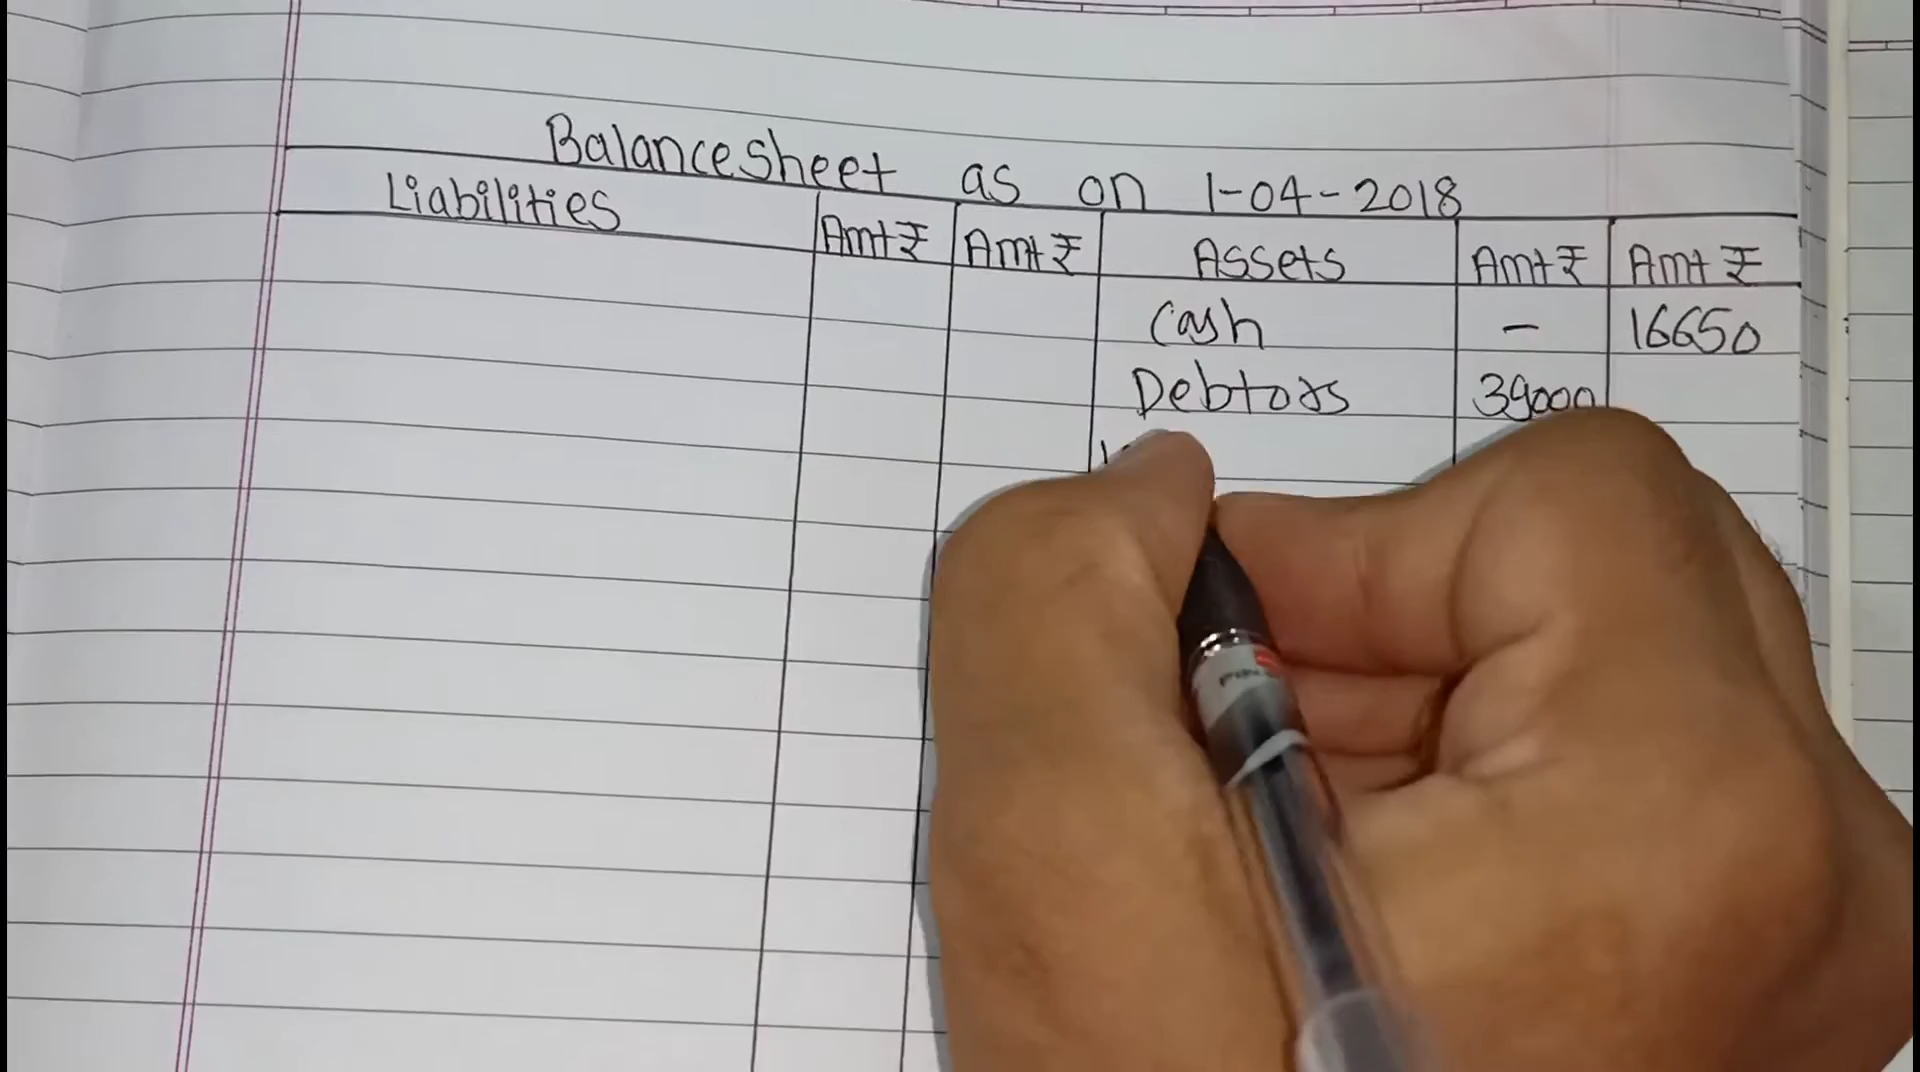 Balancesheet as on 1-04-2018
Liabilities Amt ₹ Amt ₹ Assets Amt ₹ Amt ₹
Cash - 16650
Debtors 39000